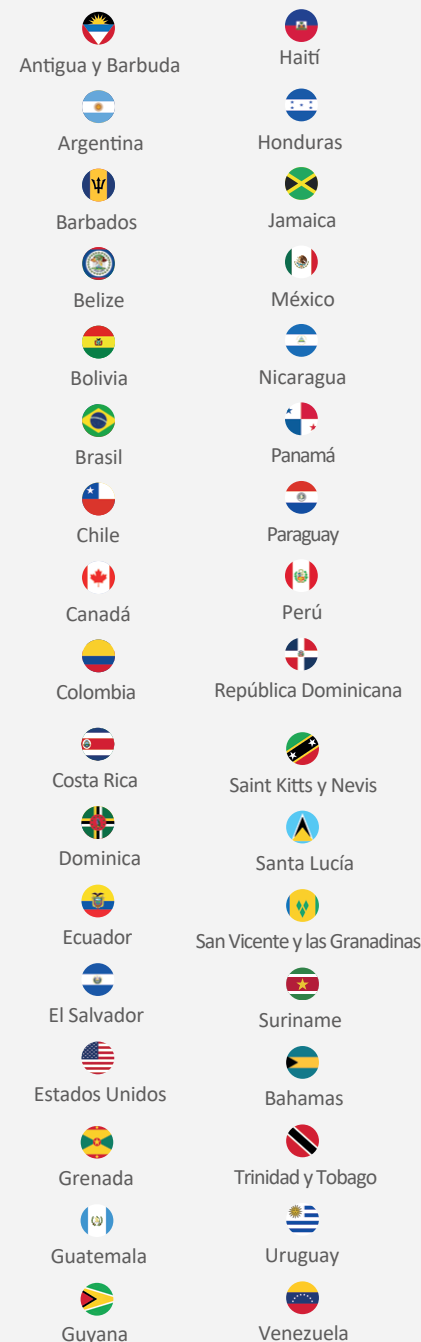 Antigua y Barbuda
Argentina
Barbados
Belize
Bolivia
Brasil
Chile
Canadá
Colombia
Costa Rica
Dominica
Ecuador
El Salvador
Estados Unidos
Grenada
Guatemala
Guyana
Haití
Honduras
Jamaica
México
Nicaragua
Panamá
Paraguay
Perú
República Dominicana
Saint Kitts y Nevis
Santa Lucía
San Vicente y las Granadinas
Suriname
Bahamas
Trinidad y Tobago
Uruguay
Venezuela